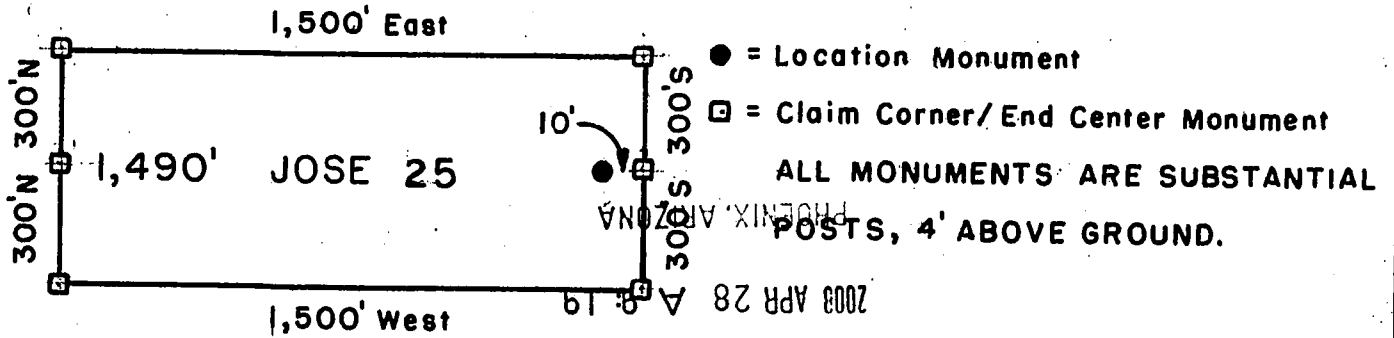 1,500' East
300'N
300'N
1,490' JOSE 25
10'
300'S
300'S
1,500' West
● = Location Monument
⊡ = Claim Corner/End Center Monument
ALL MONUMENTS ARE SUBSTANTIAL
POSTS, 4' ABOVE GROUND.
PHOENIX, ARIZONA
2008 APR 28 A 9: 19